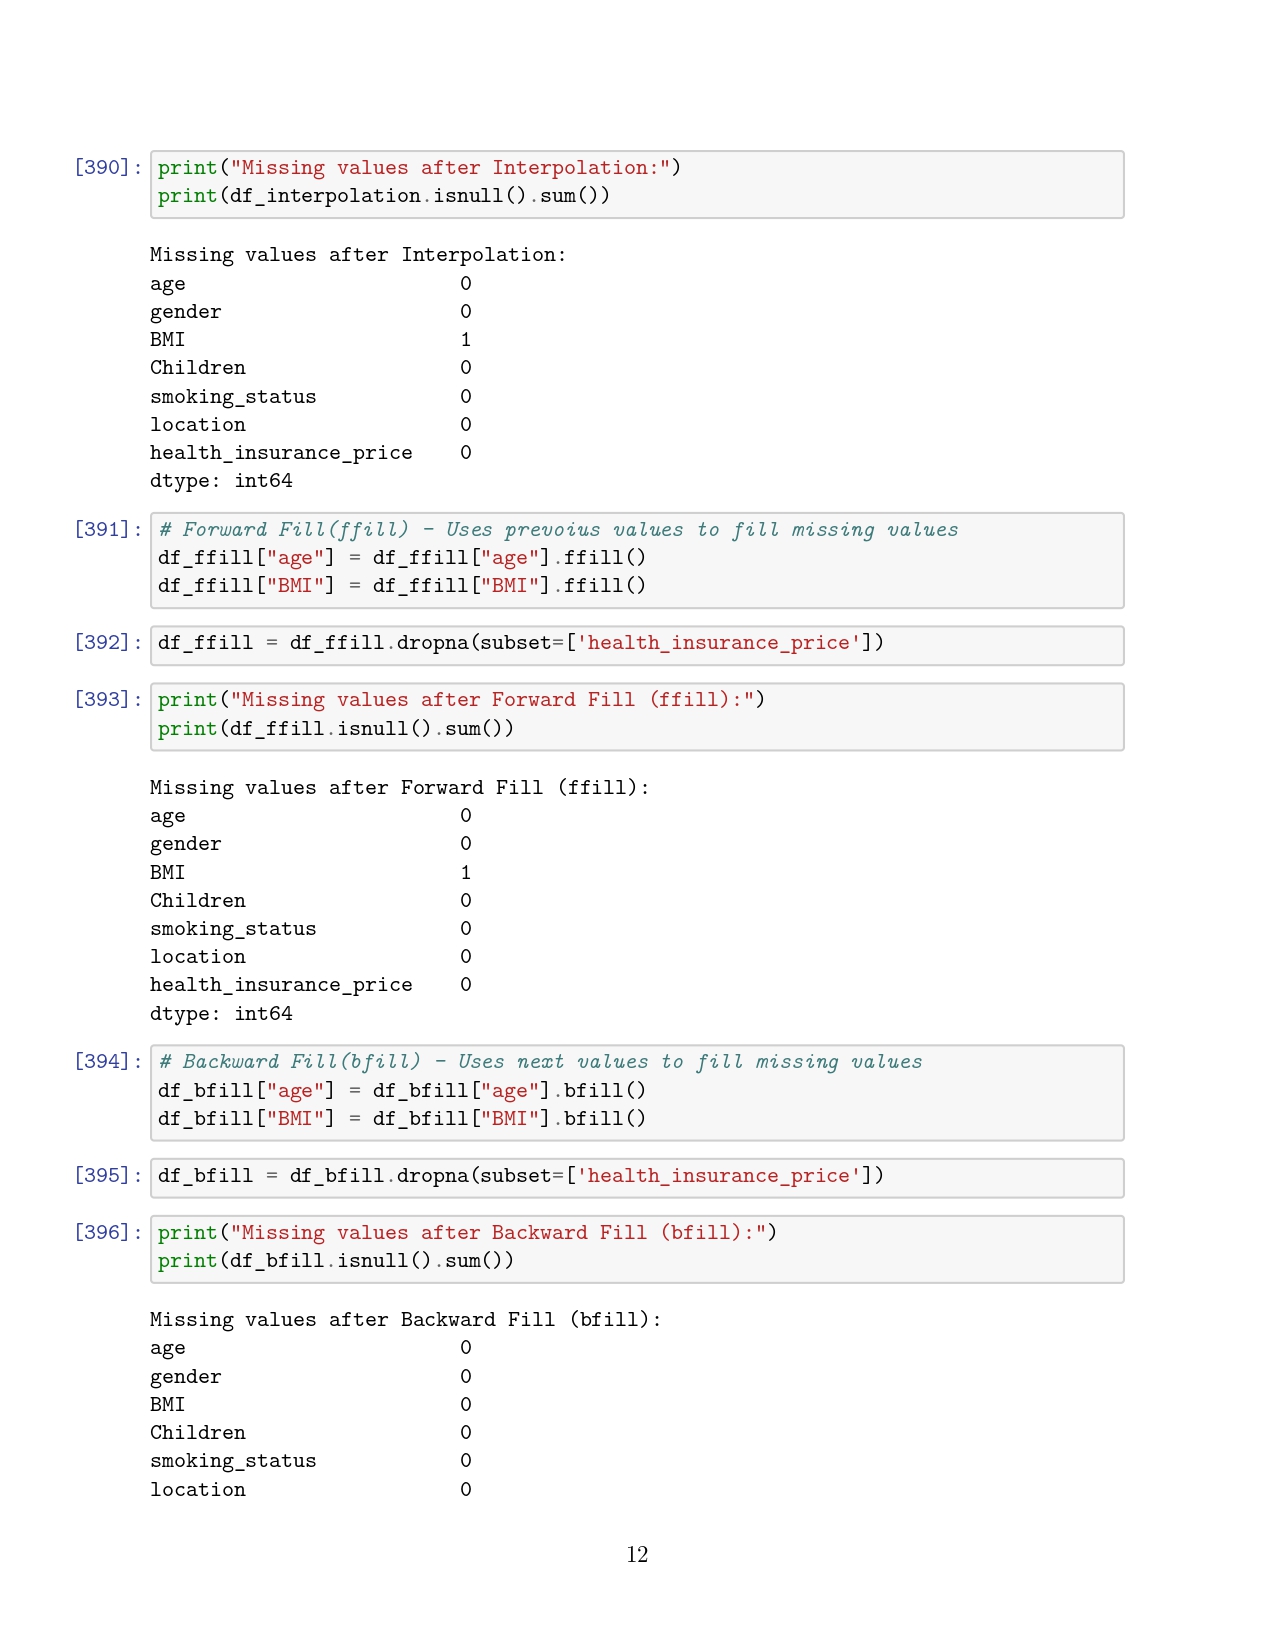 [390]: print("Missing values after Interpolation:")
print(df_interpolation.isnull().sum())
Missing values after Interpolation:
age 0
gender 0
BMI 1
Children 0
smoking_status 0
location 0
health_insurance_price 0
dtype: int64
[391]: # Forward Fill(ffill) - Uses prevoius values to fill missing values
df_ffill["age"] = df_ffill["age"].ffill()
df_ffill["BMI"] = df_ffill["BMI"].ffill()
[392]: df_ffill = df_ffill.dropna(subset=['health_insurance_price'])
[393]: print("Missing values after Forward Fill (ffill):")
print(df_ffill.isnull().sum())
Missing values after Forward Fill (ffill):
age 0
gender 0
BMI 1
Children 0
smoking_status 0
location 0
health_insurance_price 0
dtype: int64
[394]: # Backward Fill(bfill) - Uses next values to fill missing values
df_bfill["age"] = df_bfill["age"].bfill()
df_bfill["BMI"] = df_bfill["BMI"].bfill()
[395]: df_bfill = df_bfill.dropna(subset=['health_insurance_price'])
[396]: print("Missing values after Backward Fill (bfill):")
print(df_bfill.isnull().sum())
Missing values after Backward Fill (bfill):
age 0
gender 0
BMI 0
Children 0
smoking_status 0
location 0
12